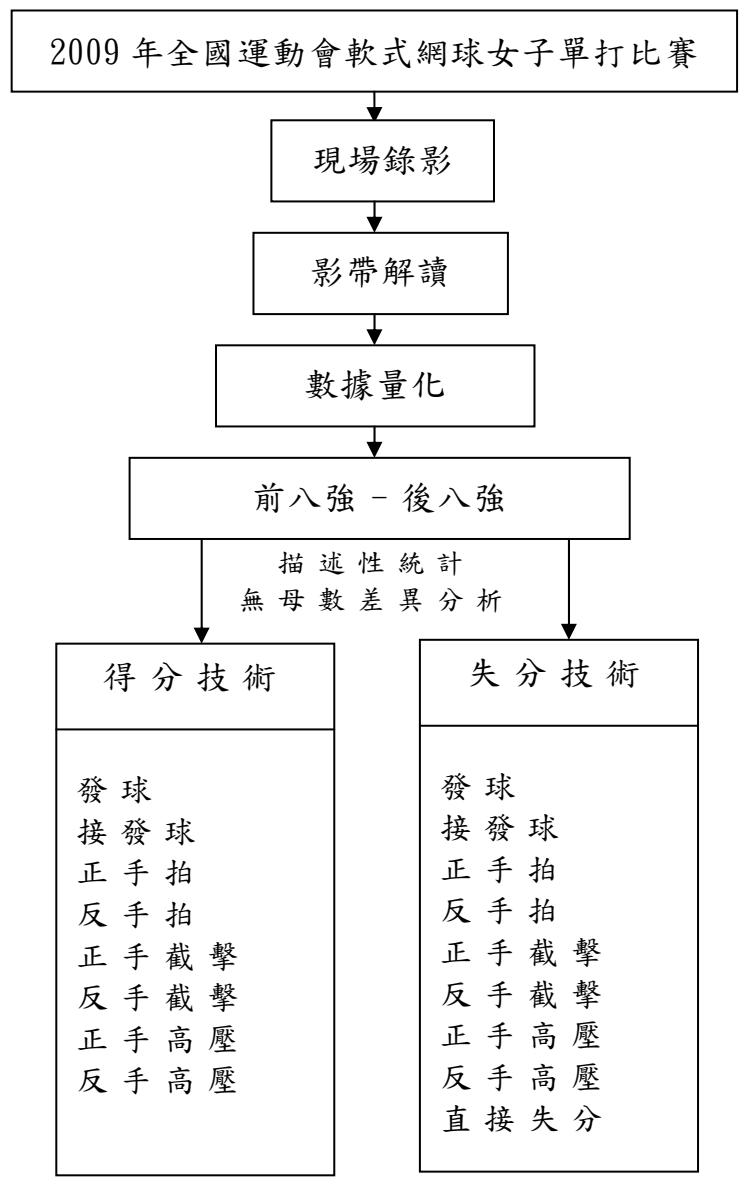 2009 年全國運動會軟式網球女子單打比賽
現場錄影
影帶解讀
數據量化
前八強－後八強
描述性統計
無母數差異分析
得分技術
發球
接發球
正手拍
反手拍
正手截擊
反手截擊
正手高壓
反手高壓
失分技術
發球
接發球
正手拍
反手拍
正手截擊
反手截擊
正手高壓
反手高壓
直接失分